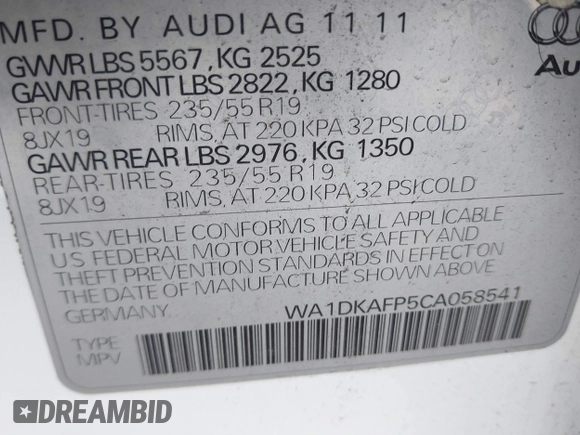 MFD. BY AUDI AG 11 11
GVWR LBS 5567, KG 2525
GAWR FRONT LBS 2822, KG 1280
FRONT-TIRES 235/55 R19
8JX19 RIMS, AT 220 KPA 32 PSI COLD
GAWR REAR LBS 2976, KG 1350
REAR-TIRES 235/55 R19
8JX19 RIMS, AT 220 KPA 32 PSI COLD
THIS VEHICLE CONFORMS TO ALL APPLICABLE
US FEDERAL MOTOR VEHICLE SAFETY AND
THEFT PREVENTION STANDARDS IN EFFECT ON
THE DATE OF MANUFACTURE SHOWN ABOVE
GERMANY. WA1DKAFP5CA058541
TYPE
MPV
DREAMBID